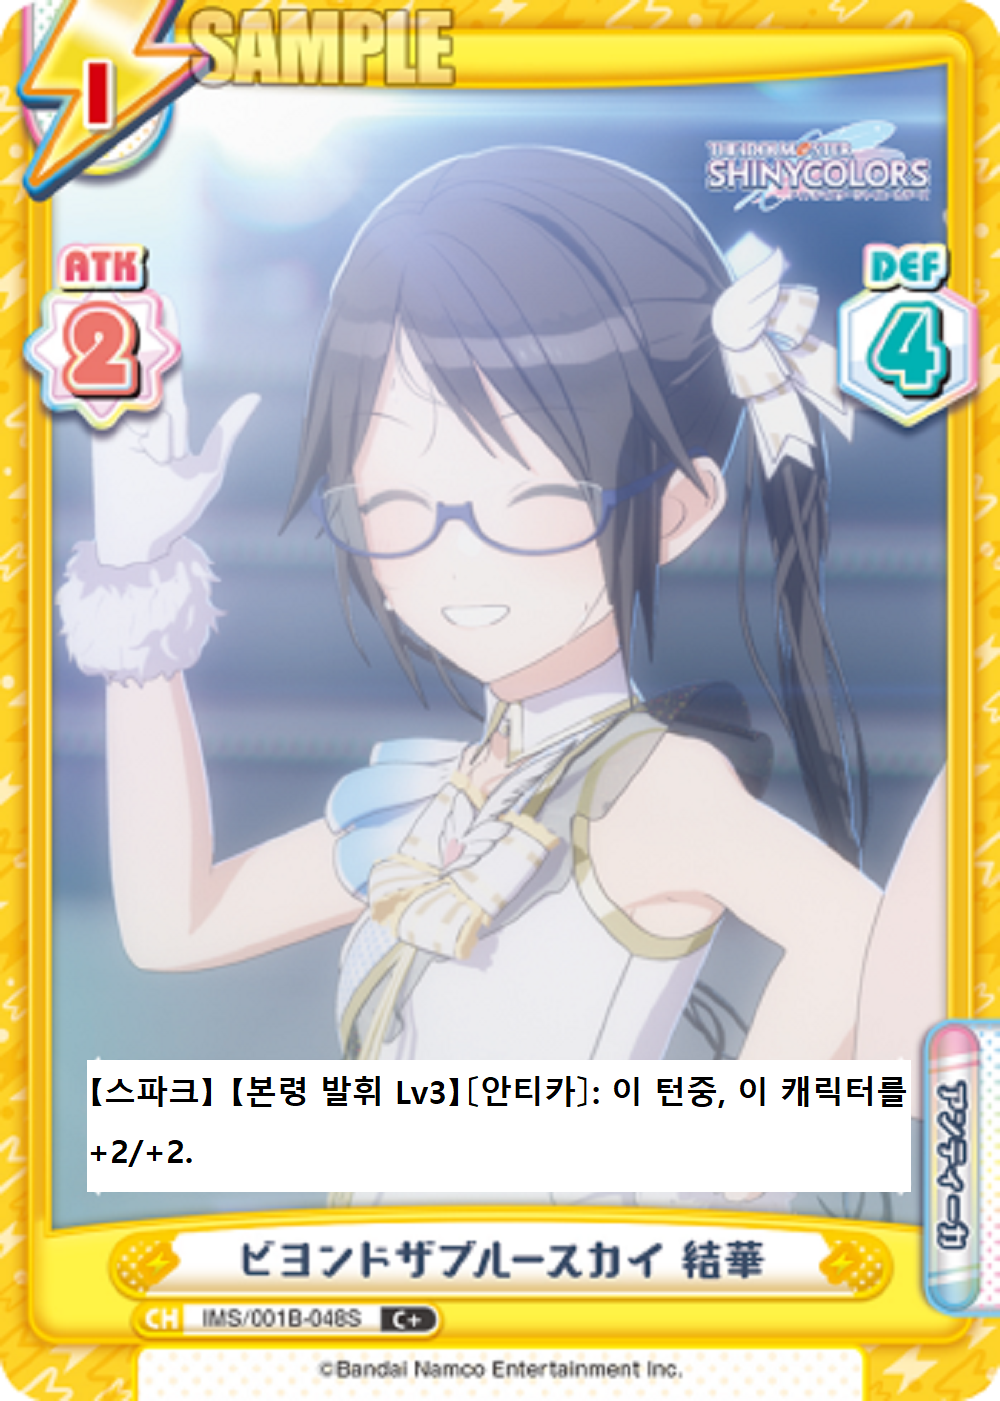 SAMPLE
1
THE IDOLM@STER
SHINYCOLORS
ATK
2
DEF
4
【스파크】 【본령 발휘 Lv3】〔안티카〕: 이 턴중, 이 캐릭터를
+2/+2.
アンティーカ
ビヨンドザブルースカイ 結華
CH IMS/001B-048S C+
©Bandai Namco Entertainment Inc.